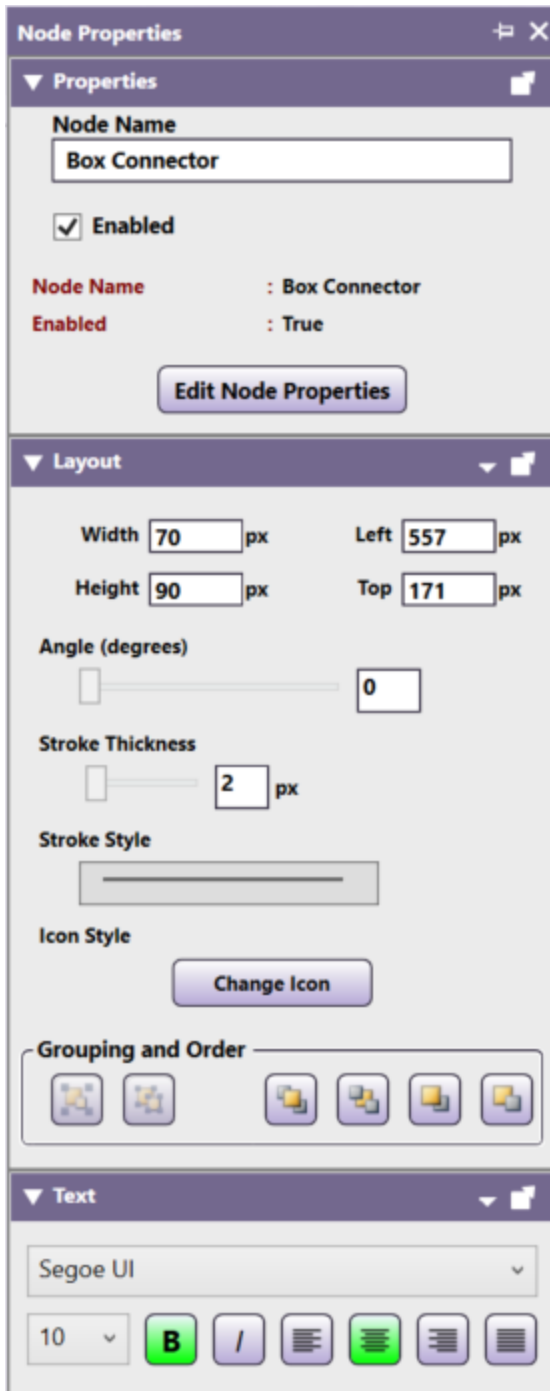 Node Properties
Properties
Node Name
Box Connector
Enabled
Node Name : Box Connector
Enabled : True
Edit Node Properties
Layout
Width 70 px Left 557 px
Height 90 px Top 171 px
Angle (degrees)
0
Stroke Thickness
2 px
Stroke Style
Icon Style
Change Icon
Grouping and Order
Text
Segoe UI
10 B I